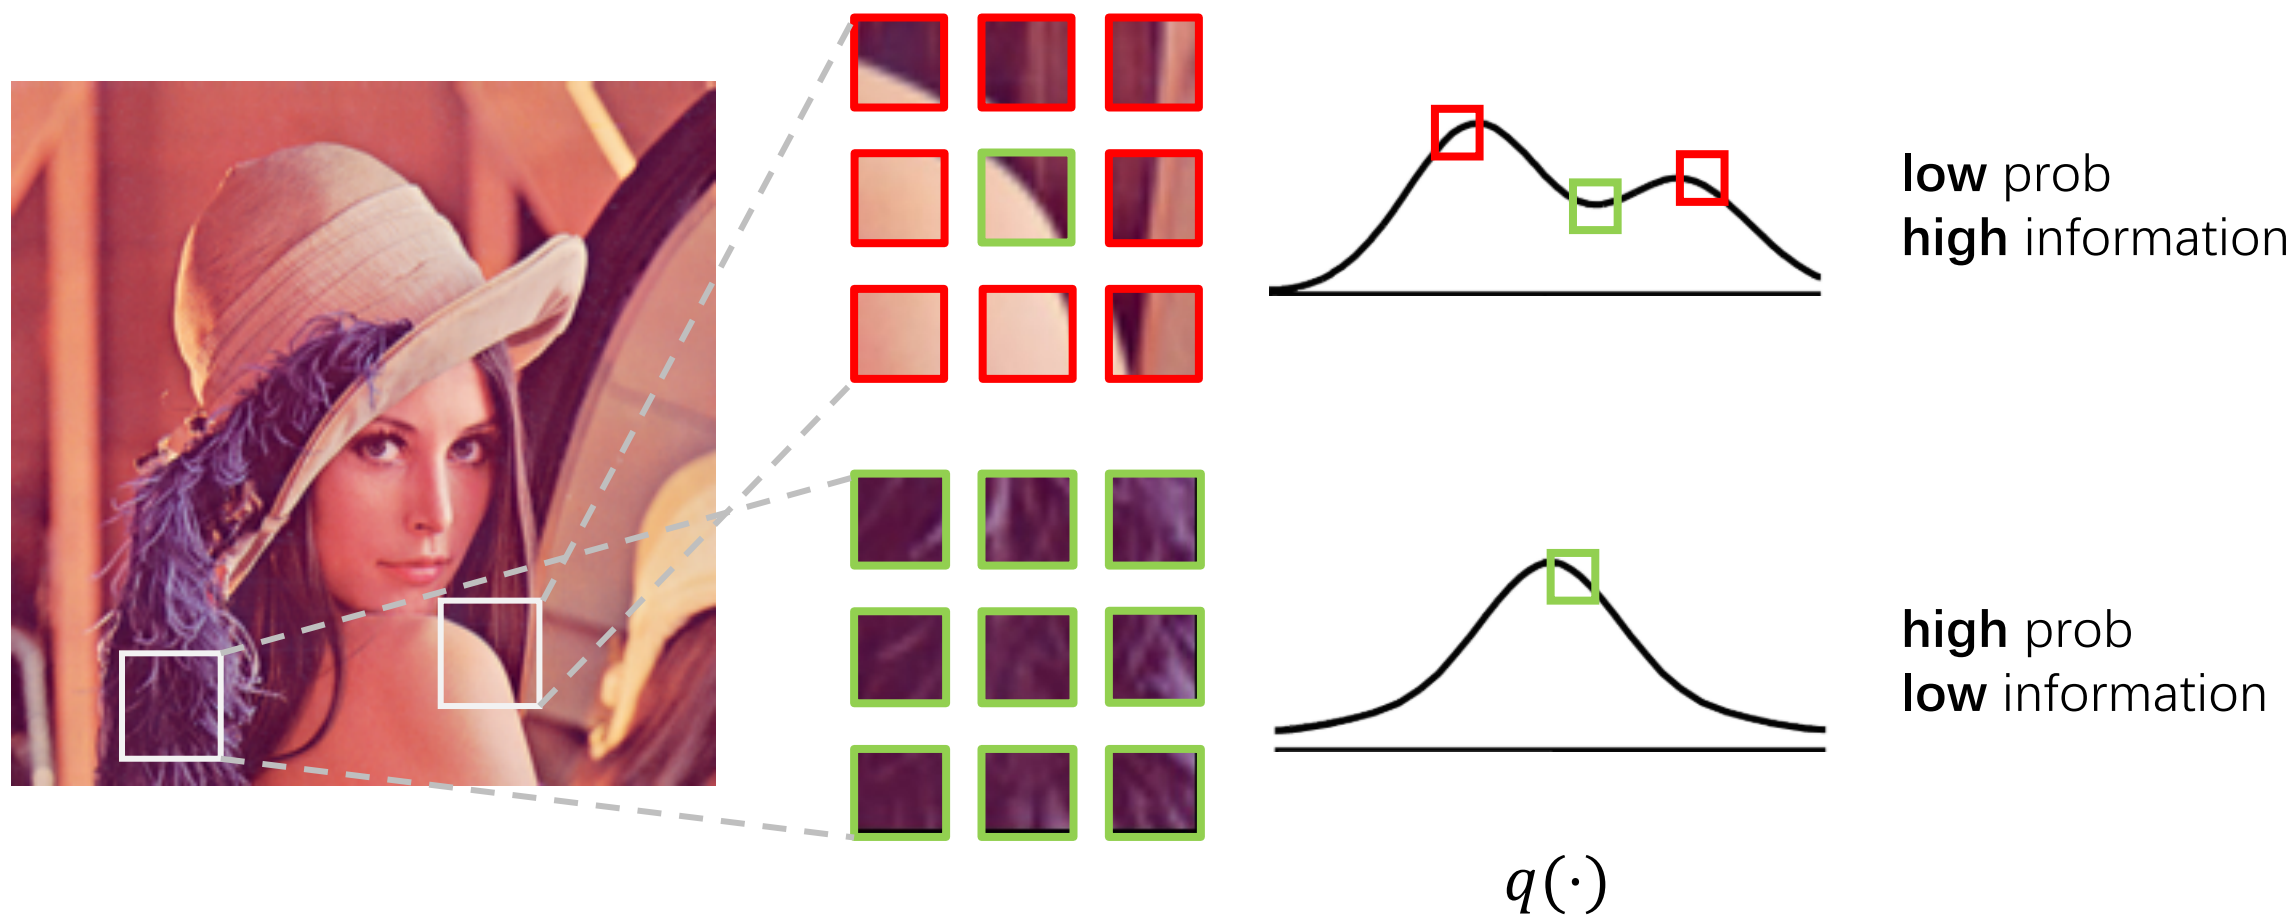 low prob
high information
high prob
low information
q(·)